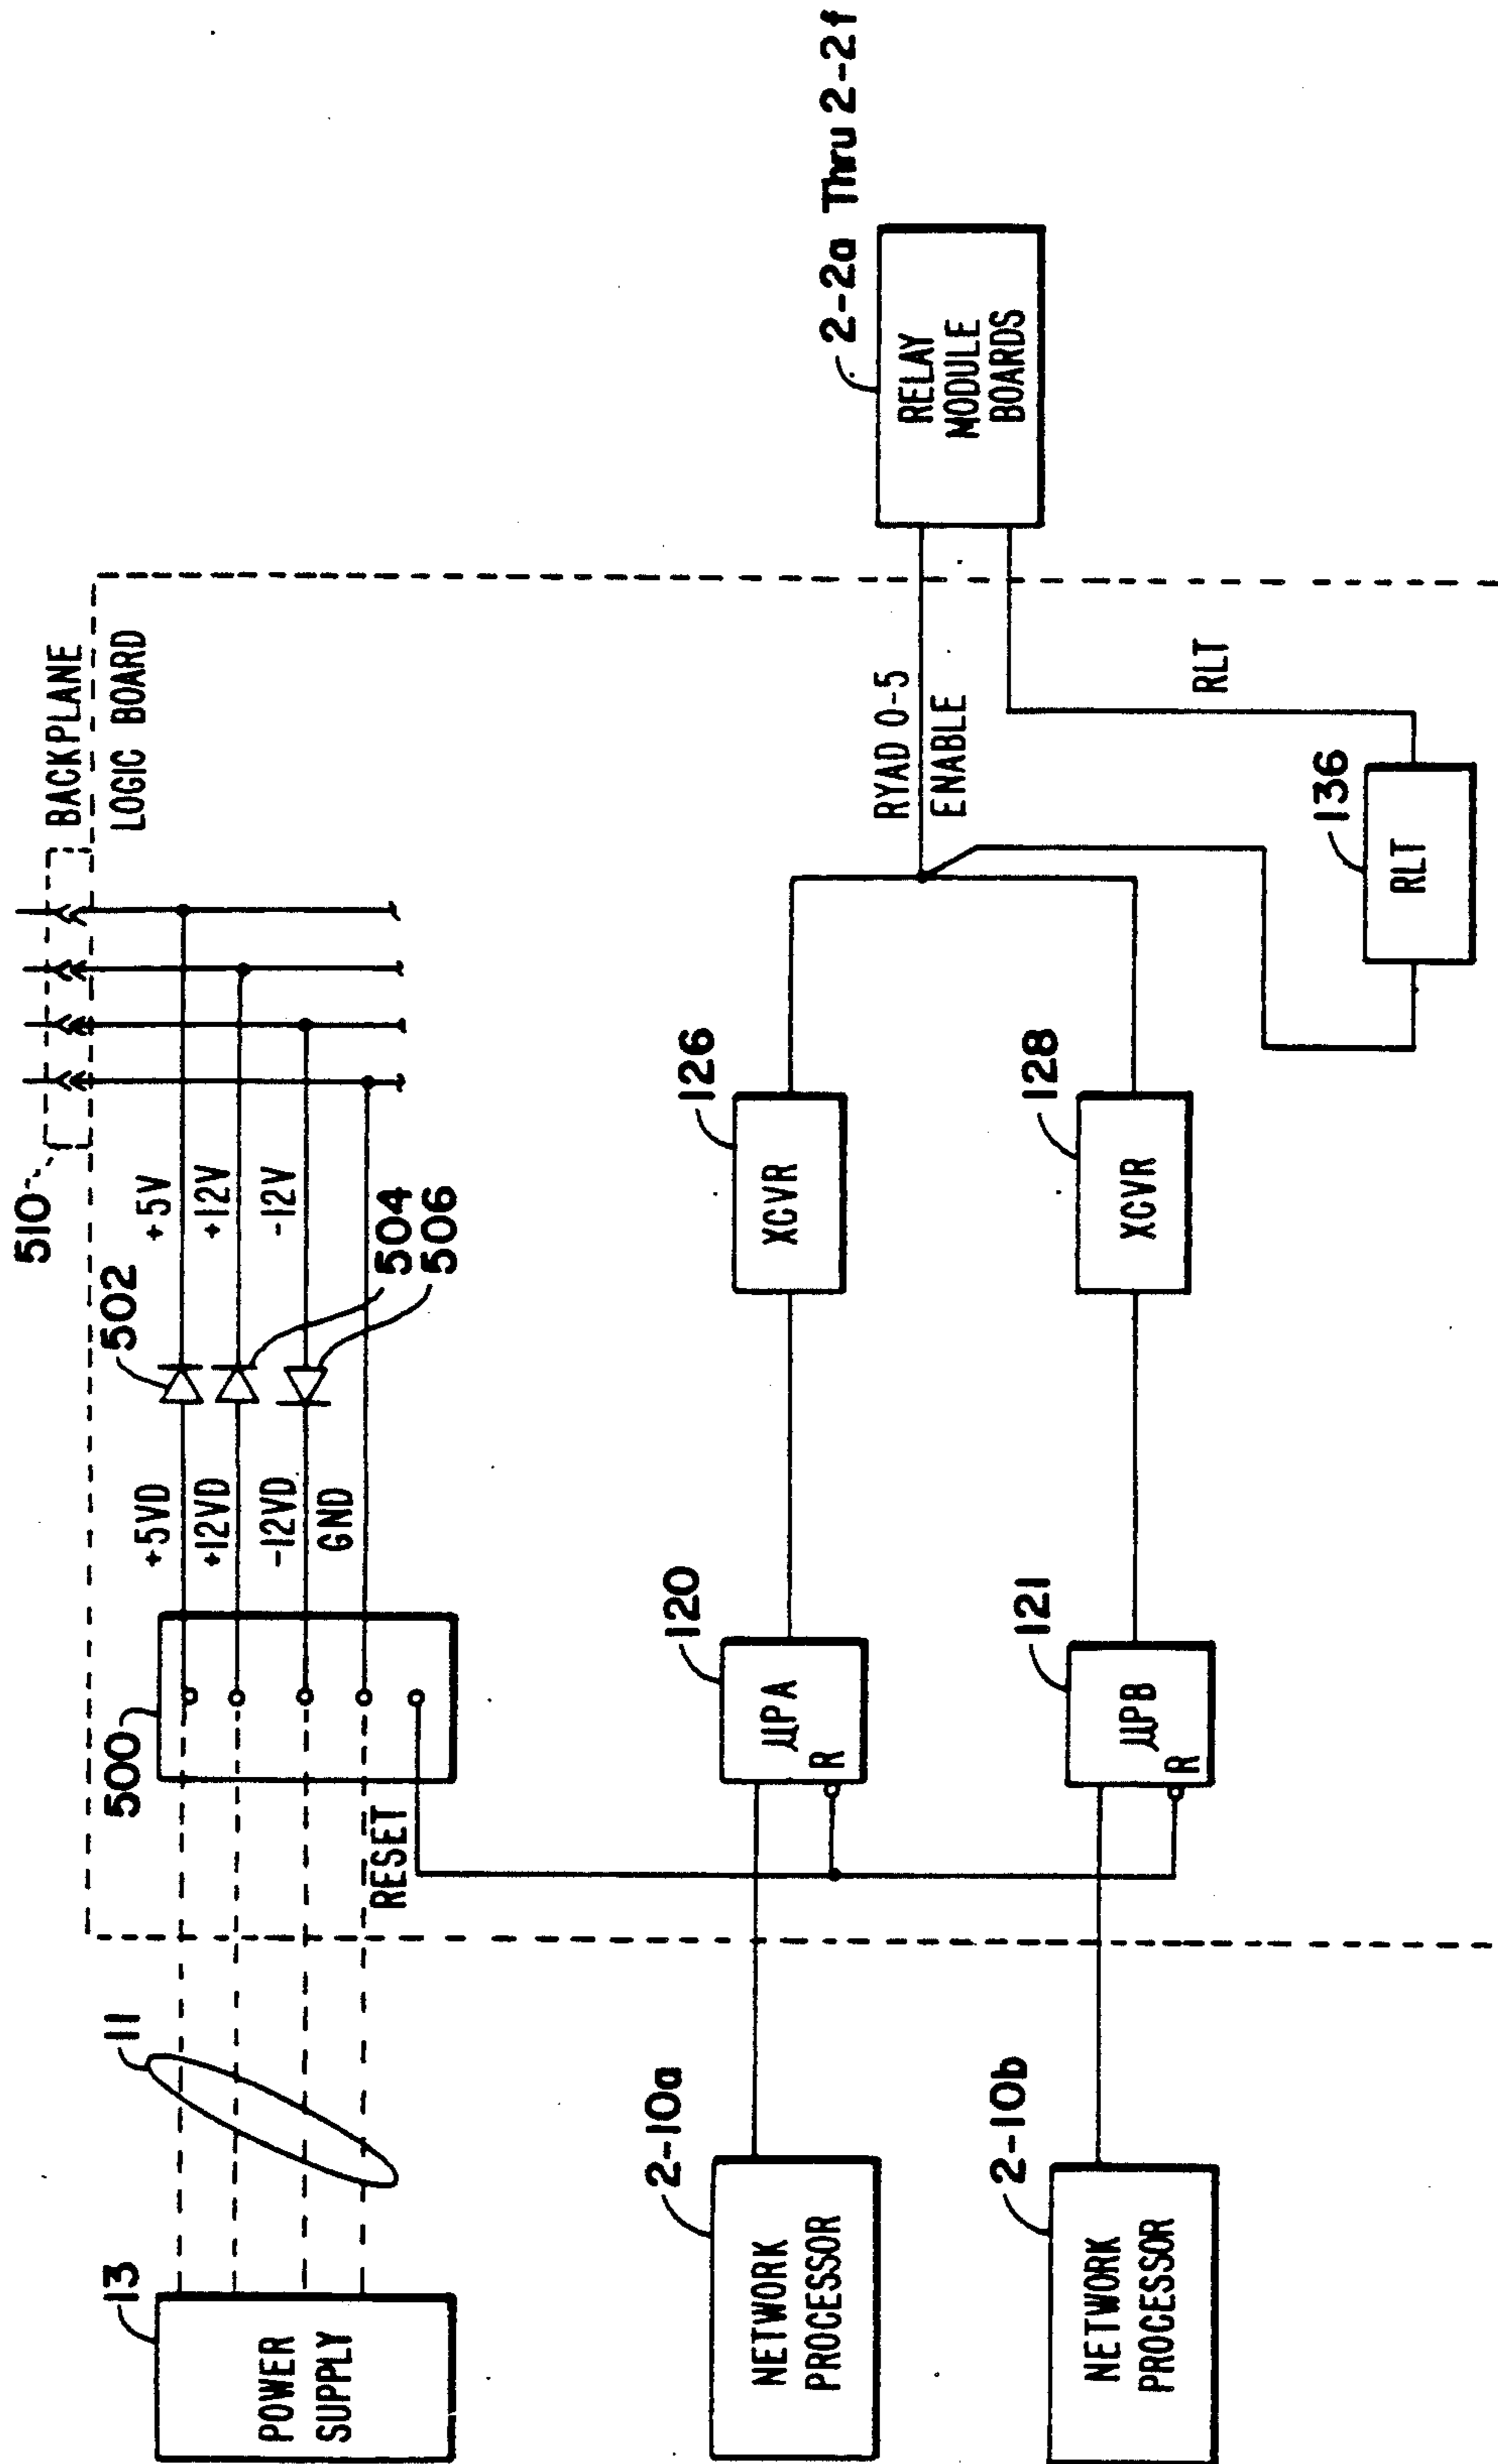 510
BACKPLANE
LOGIC BOARD
13
POWER
SUPPLY
11
500
+5VD
+12VD
-12VD
GND
RESET
502
504
506
+5V
+12V
-12V
2-10a
NETWORK
PROCESSOR
120
µPA
R
126
XCVR
RYAD 0-5
ENABLE
2-2a Thru 2-2f
RELAY
MODULE
BOARDS
2-10b
NETWORK
PROCESSOR
121
µPB
R
128
XCVR
RLT
136
RLT